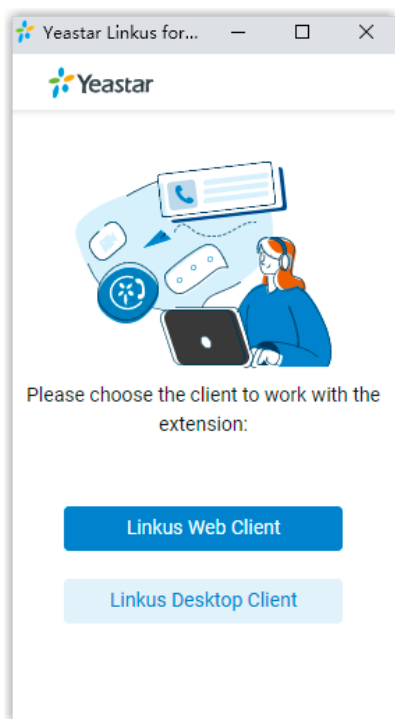 Yeastar Linkus for...
Yeastar
Please choose the client to work with the
extension:
Linkus Web Client
Linkus Desktop Client